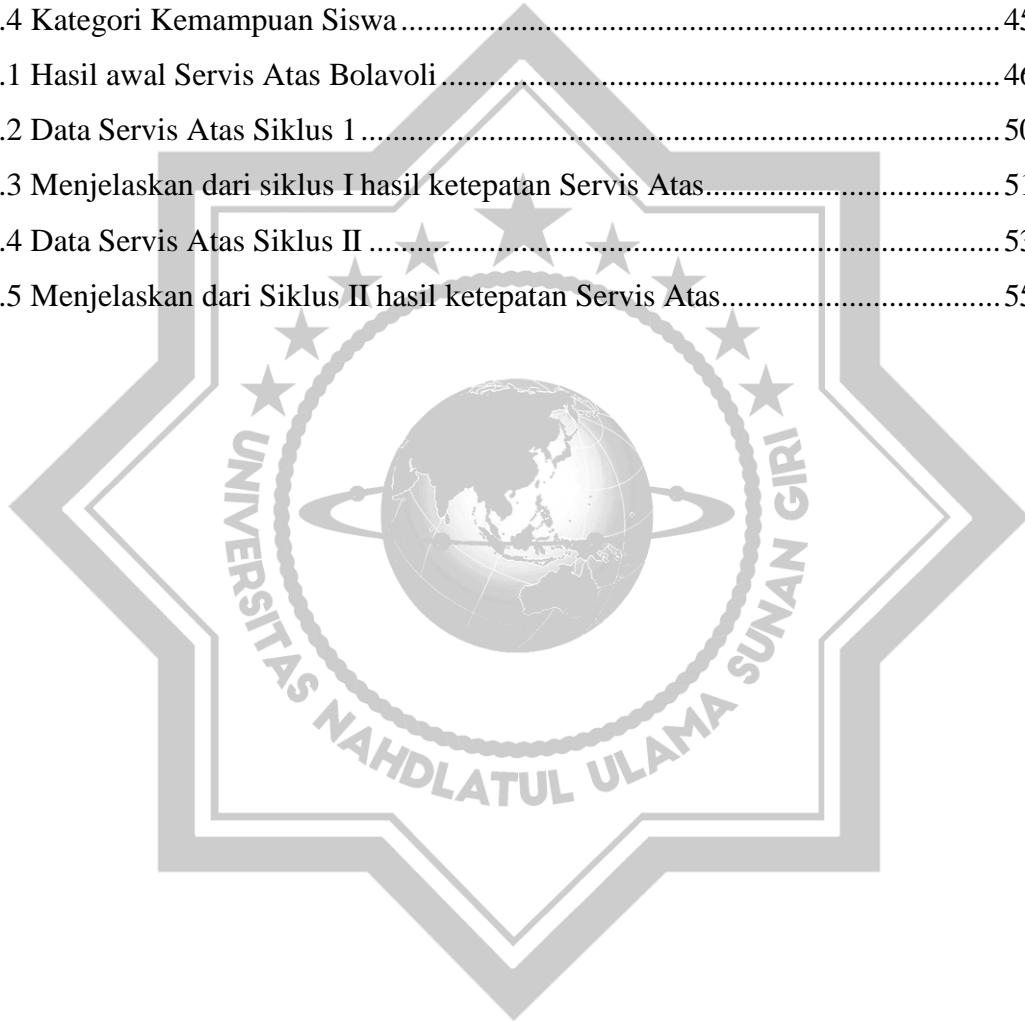 .4 Kategori Kemampuan Siswa.......................................................................45
.1 Hasil awal Servis Atas Bolavoli..................................................................46
.2 Data Servis Atas Siklus 1............................................................................50
.3 Menjelaskan dari siklus I hasil ketepatan Servis Atas.................................51
.4 Data Servis Atas Siklus II...........................................................................53
.5 Menjelaskan dari Siklus II hasil ketepatan Servis Atas...............................55
UNIVERSITAS NAHDLATUL ULAMA SUNAN GIRI